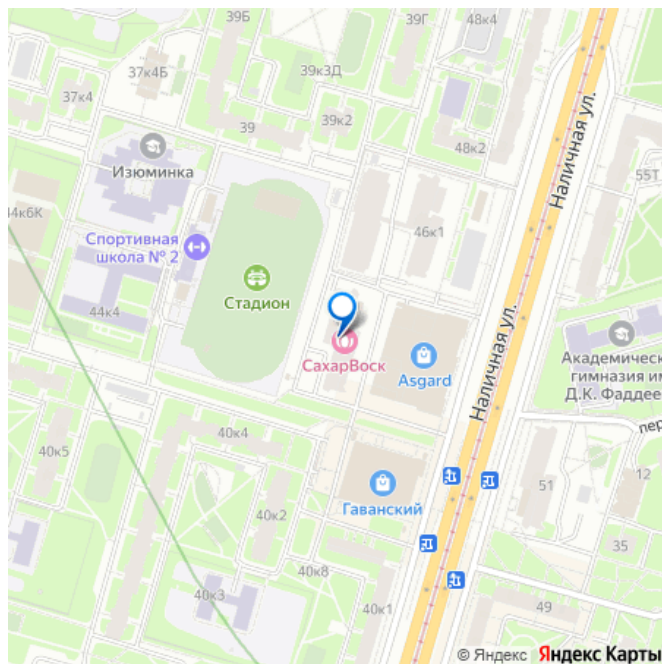 39Б
39Г
48к4
37к4Б
39к3Д
37к4
39
39к2
48к2
Наличная ул.
55Т
Изюминка
44к6К
46к1
Спортивная
школа № 2
Стадион
44к4
СахарВоск
Asgard
Наличная ул.
Академическ
гимназия им
Д.К. Фаддее
пер
40к5
40к4
Гаванский
51
12
40к2
35
40к8
40к3
40к1
49
© Яндекс Яндекс Карты